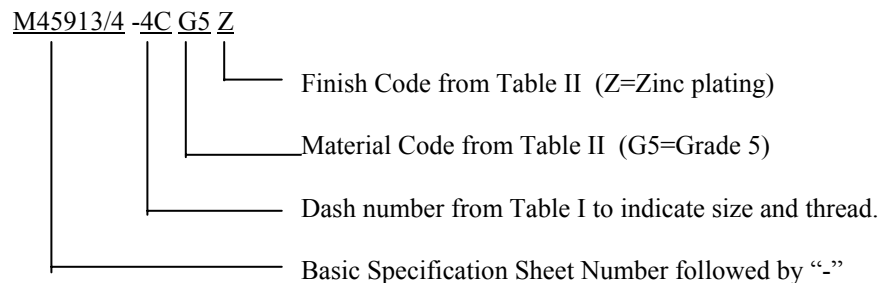 M45913/4 -4C G5 Z
Finish Code from Table II (Z=Zinc plating)
Material Code from Table II (G5=Grade 5)
Dash number from Table I to indicate size and thread.
Basic Specification Sheet Number followed by “-”